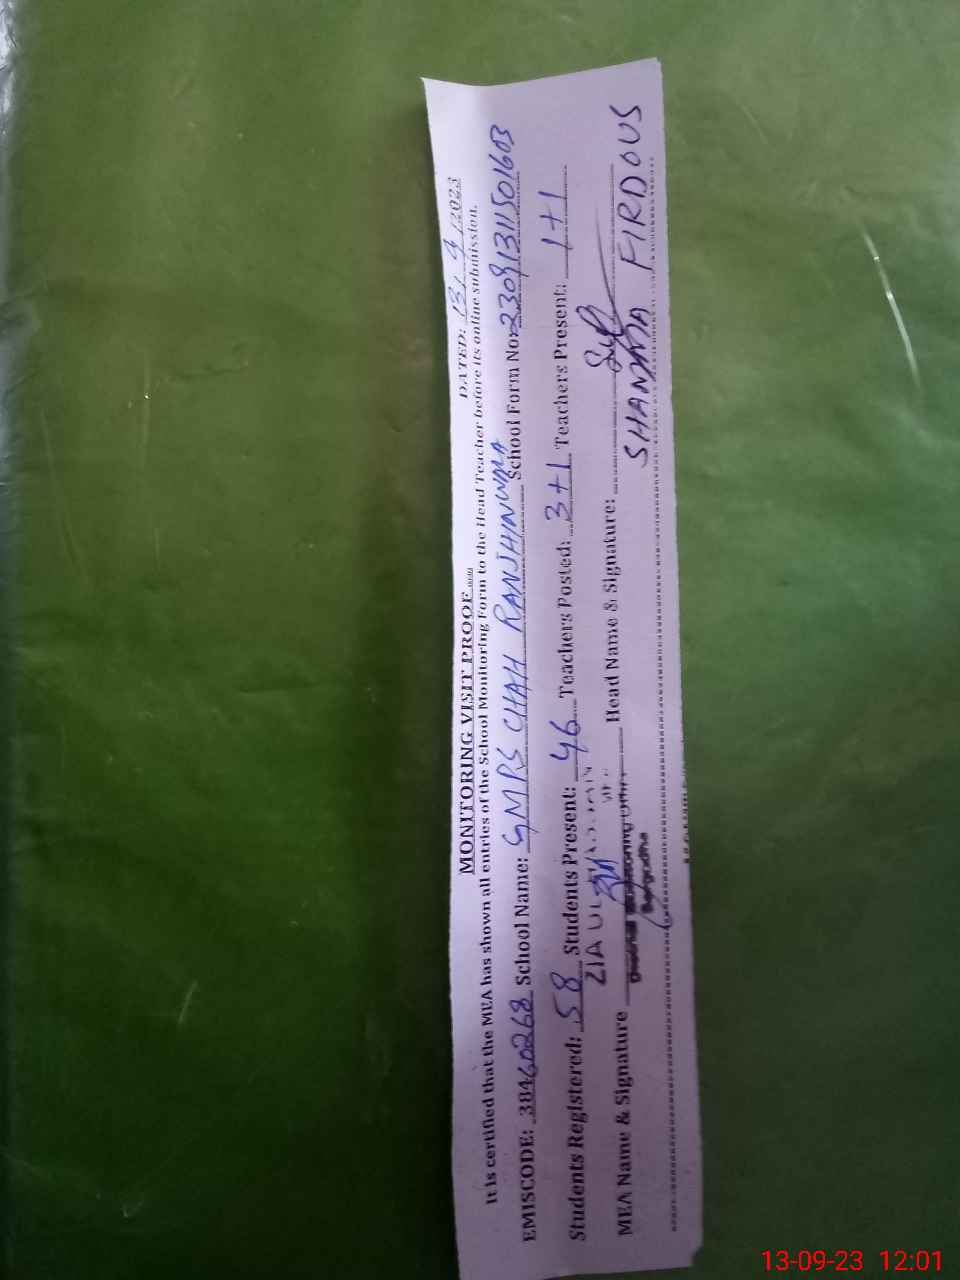 MONITORING VISIT PROOF
DATED: 13/9/2023
It is certified that the MEA has shown all entries of the School Monitoring Form to the Head Teacher before its online submission.
EMISCODE: 38460268 School Name: GMPS CHAH RANJHINWALA School Form No: 23091311501603
Students Registered: 58 Students Present: 46 Teachers Posted: 3+1 Teachers Present: 1+1
ZIA UL
MEA Name & Signature Head Name & Signature:
SHAMMA FIRDOUS
13-09-23 12:01